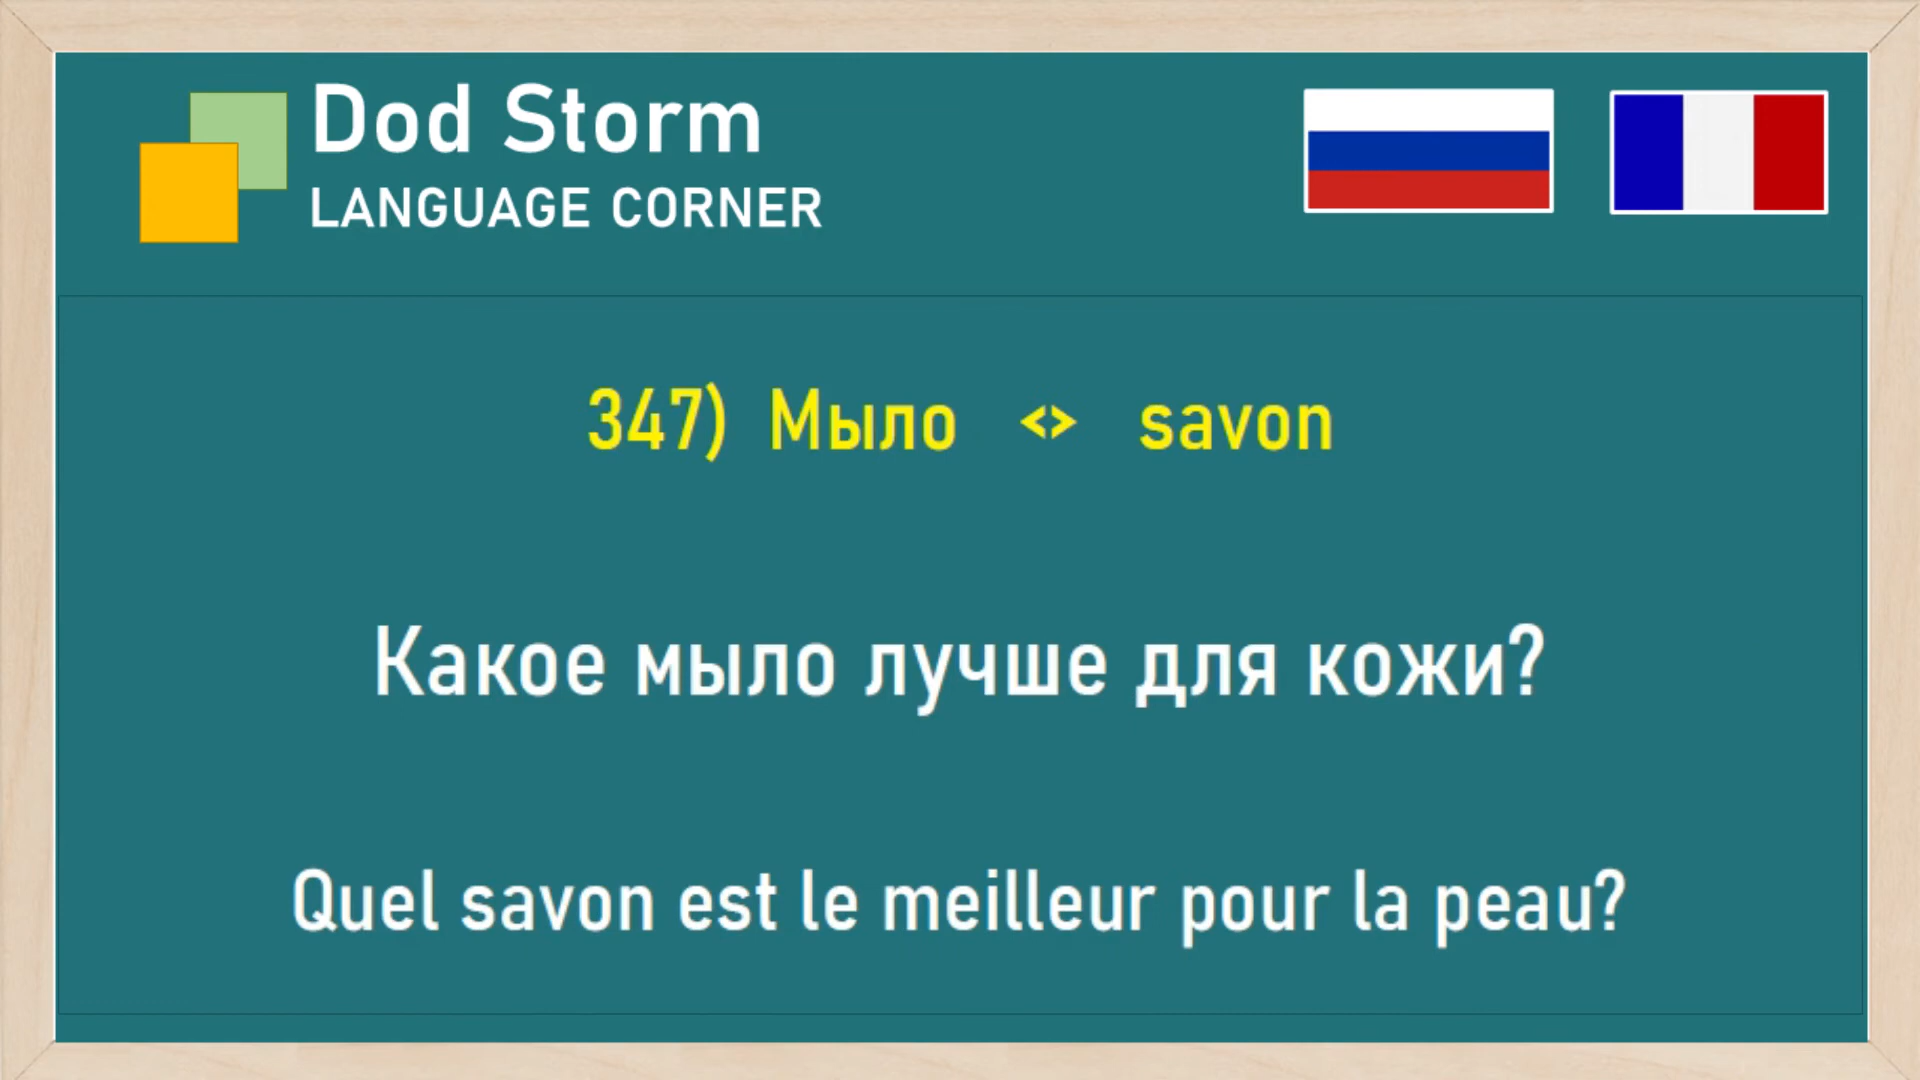 Dod Storm
LANGUAGE CORNER
347) Мыло <> savon
Какое мыло лучше для кожи?
Quel savon est le meilleur pour la peau?